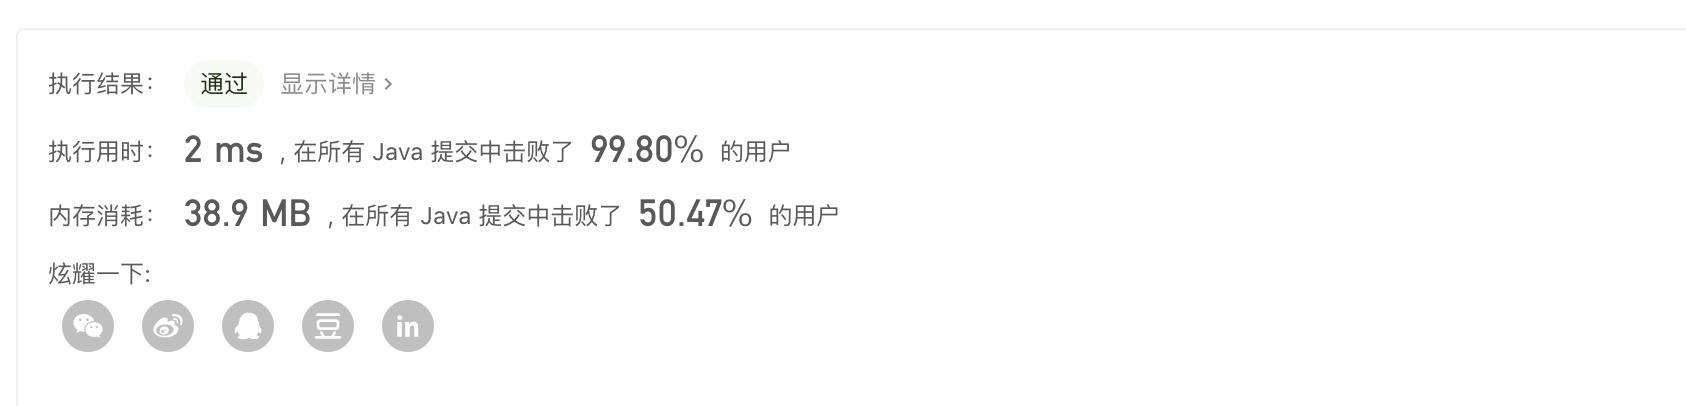 执行结果： 通过 显示详情 ›
执行用时： 2 ms , 在所有 Java 提交中击败了 99.80% 的用户
内存消耗： 38.9 MB , 在所有 Java 提交中击败了 50.47% 的用户
炫耀一下:
豆 in